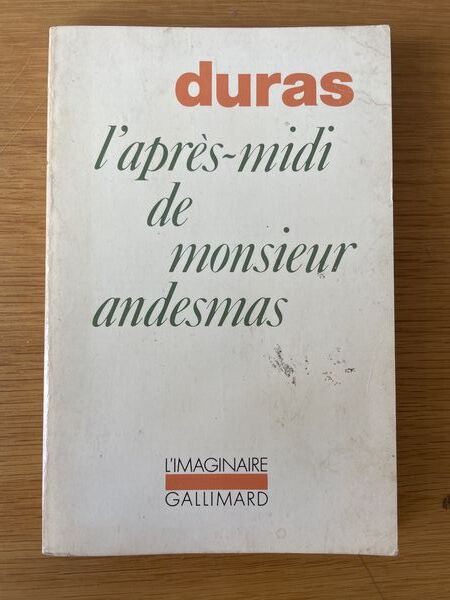 duras
l'après-midi
de
monsieur
andesmas
L'IMAGINAIRE
GALLIMARD